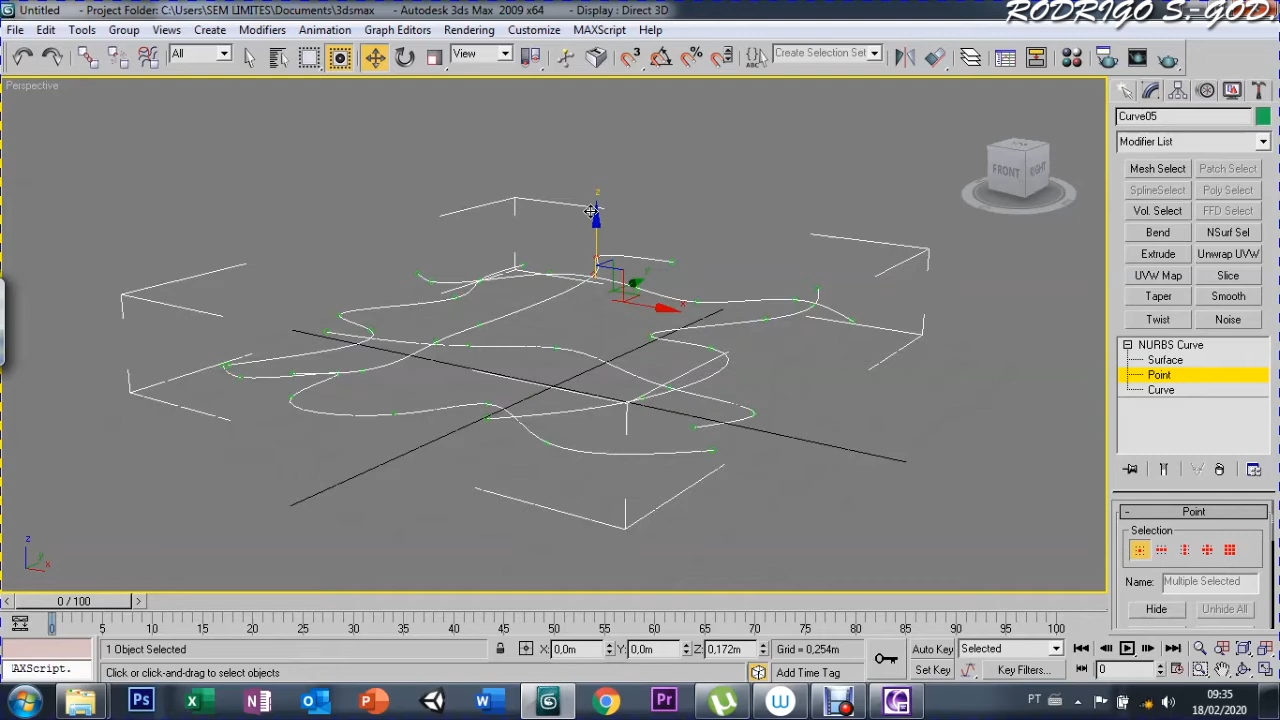 Untitled - Project Folder: C:\Users\SEM LIMITES\Documents\3dsmax - Autodesk 3ds Max 2009 x64 - Display : Direct 3D
RODRIGO S.-GOD.
File Edit Tools Group Views Create Modifiers Animation Graph Editors Rendering Customize MAXScript Help
All View 3 % ABC Create Selection Set
Perspective
Curve05
Modifier List
Mesh Select Patch Select
SplineSelect Poly Select
Vol. Select FFD Select
Bend NSurf Sel
Extrude Unwrap UVW
UVW Map Slice
Taper Smooth
Twist Noise
NURBS Curve
Surface
Point
Curve
- Point
Selection
Name: Multiple Selected
Hide Unhide All
FRONT RIGHT
z
y
x
z
y
x
< 0 / 100 >
0 5 10 15 20 25 30 35 40 45 50 55 60 65 70 75 80 85 90 95 100
1 Object Selected X: 0,0m Y: 0,0m Z: 0,172m Grid = 0,254m Auto Key Selected
AXScript. Click or click-and-drag to select objects Add Time Tag Set Key Key Filters... 0
Ps N Pr W PT 09:35
18/02/2020